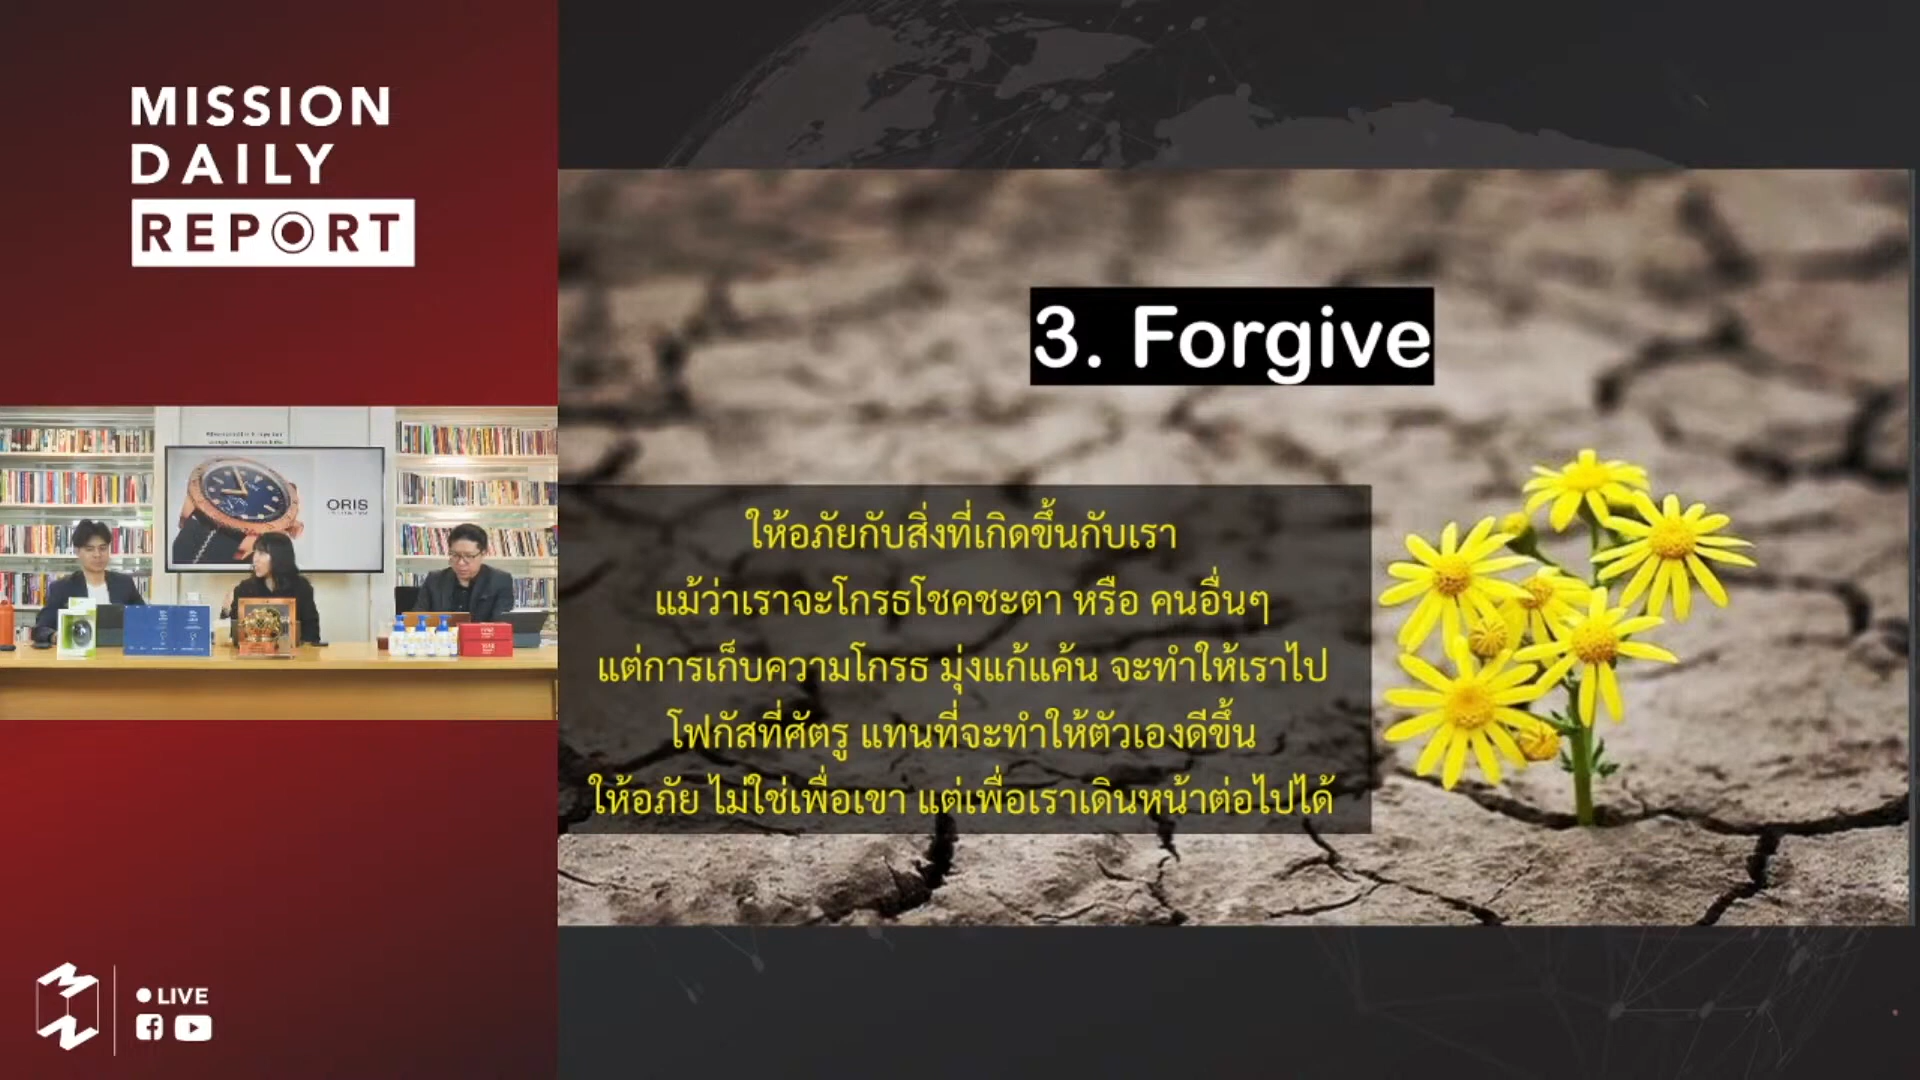 MISSION
DAILY
REPORT
ORIS
LIVE
3. Forgive
ให้อภัยกับสิ่งที่เกิดขึ้นกับเรา
แม้ว่าเราจะโกรธโชคชะตา หรือ คนอื่นๆ
แต่การเก็บความโกรธ มุ่งแก้แค้น จะทำให้เราไป
โฟกัสที่ศัตรู แทนที่จะทำให้ตัวเองดีขึ้น
ให้อภัย ไม่ใช่เพื่อเขา แต่เพื่อเราเดินหน้าต่อไปได้